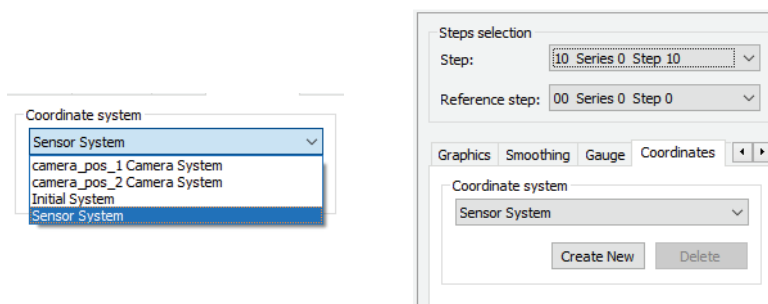 Coordinate system
Sensor System
camera_pos_1 Camera System
camera_pos_2 Camera System
Initial System
Sensor System
Steps selection
Step: 10 Series 0 Step 10
Reference step: 00 Series 0 Step 0
Graphics Smoothing Gauge Coordinates
Coordinate system
Sensor System
Create New Delete